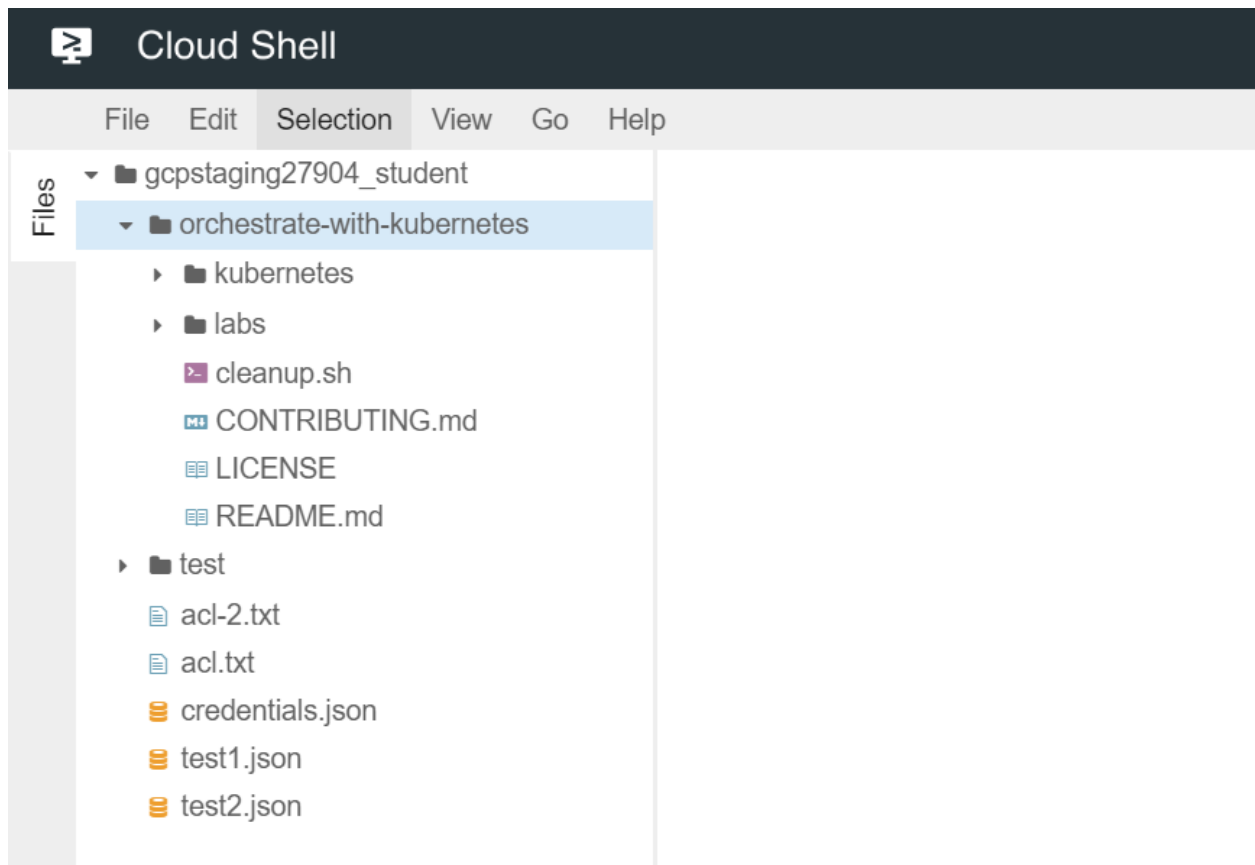 Cloud Shell
File Edit Selection View Go Help
Files
gcpstaging27904_student
orchestrate-with-kubernetes
kubernetes
labs
cleanup.sh
CONTRIBUTING.md
LICENSE
README.md
test
acl-2.txt
acl.txt
credentials.json
test1.json
test2.json